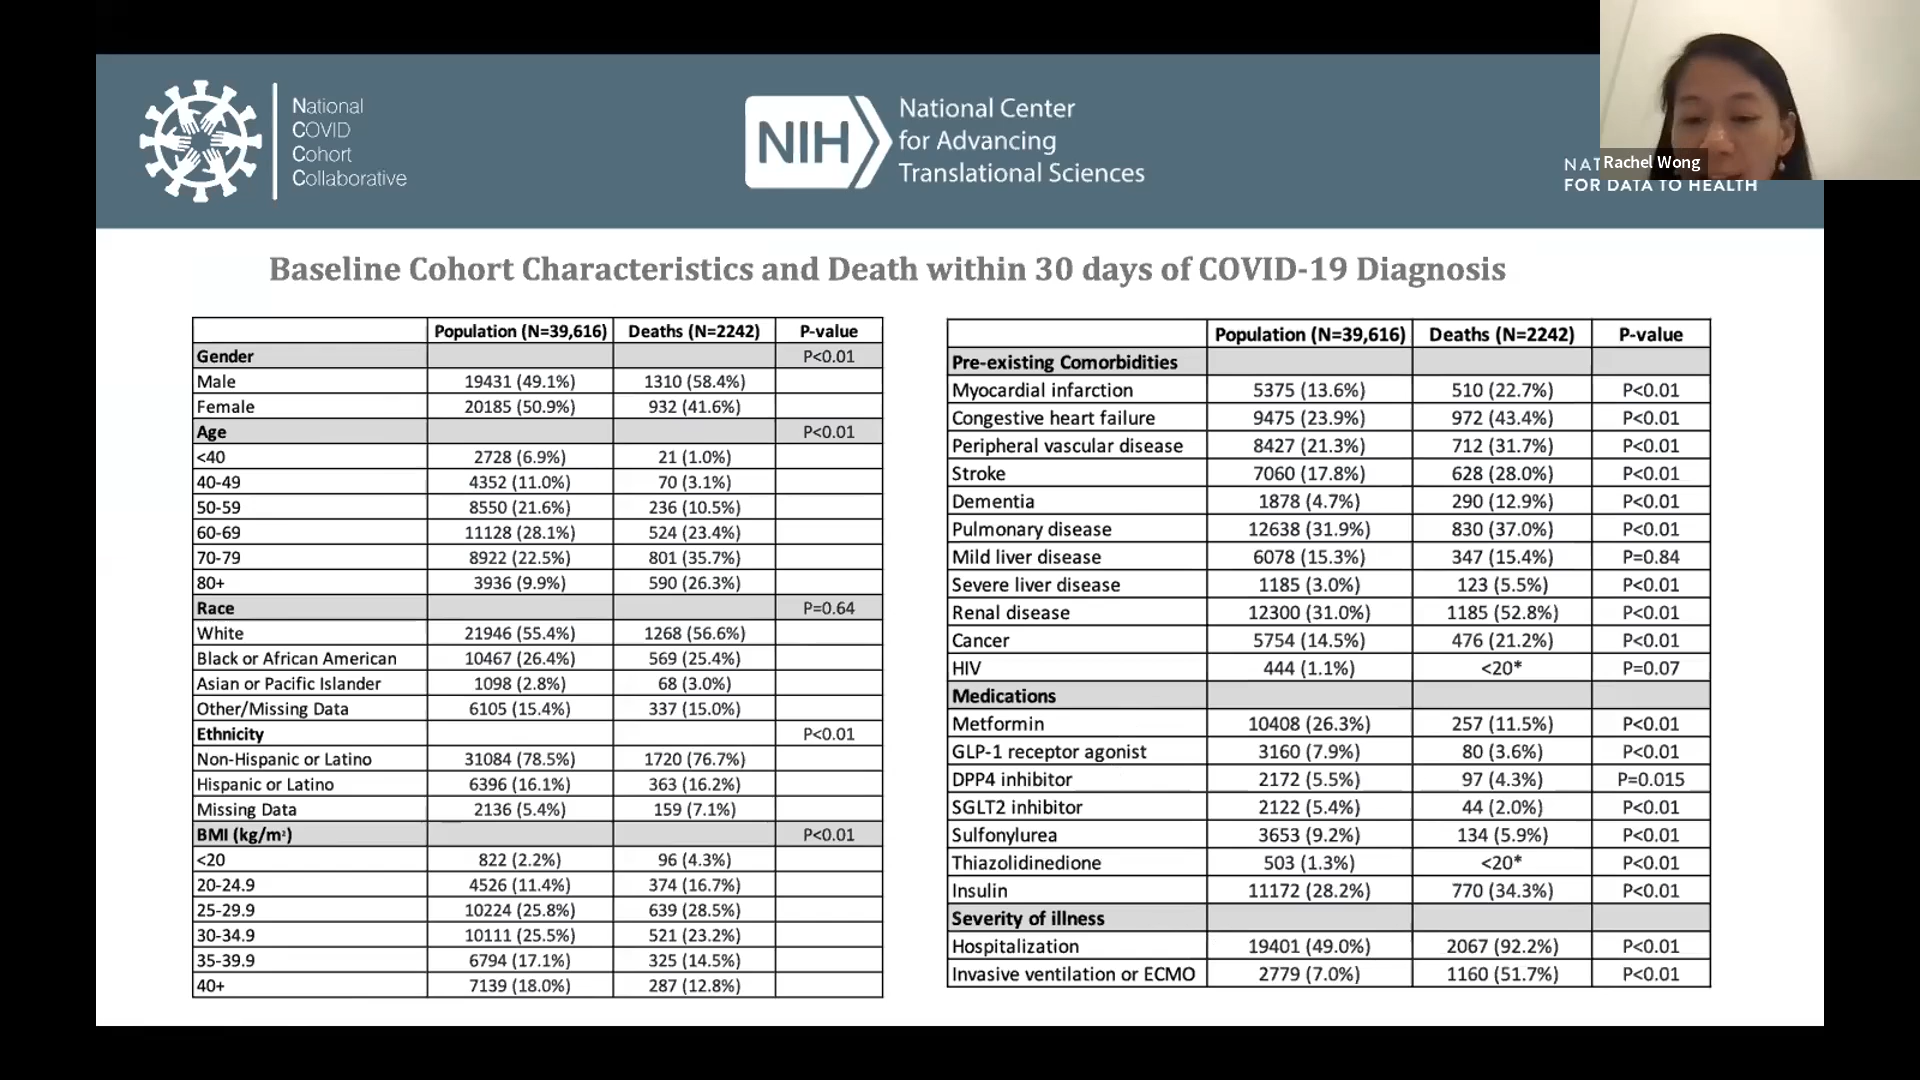 National
COVID
Cohort
Collaborative
NIH
National Center
for Advancing
Translational Sciences
NAT
FOR DATA TO HEALTH
Rachel Wong
Baseline Cohort Characteristics and Death within 30 days of COVID-19 Diagnosis
Population (N=39,616) Deaths (N=2242) P-value
Gender P<0.01
Male 19431 (49.1%) 1310 (58.4%)
Female 20185 (50.9%) 932 (41.6%)
Age P<0.01
<40 2728 (6.9%) 21 (1.0%)
40-49 4352 (11.0%) 70 (3.1%)
50-59 8550 (21.6%) 236 (10.5%)
60-69 11128 (28.1%) 524 (23.4%)
70-79 8922 (22.5%) 801 (35.7%)
80+ 3936 (9.9%) 590 (26.3%)
Race P=0.64
White 21946 (55.4%) 1268 (56.6%)
Black or African American 10467 (26.4%) 569 (25.4%)
Asian or Pacific Islander 1098 (2.8%) 68 (3.0%)
Other/Missing Data 6105 (15.4%) 337 (15.0%)
Ethnicity P<0.01
Non-Hispanic or Latino 31084 (78.5%) 1720 (76.7%)
Hispanic or Latino 6396 (16.1%) 363 (16.2%)
Missing Data 2136 (5.4%) 159 (7.1%)
BMI (kg/m²) P<0.01
<20 822 (2.2%) 96 (4.3%)
20-24.9 4526 (11.4%) 374 (16.7%)
25-29.9 10224 (25.8%) 639 (28.5%)
30-34.9 10111 (25.5%) 521 (23.2%)
35-39.9 6794 (17.1%) 325 (14.5%)
40+ 7139 (18.0%) 287 (12.8%)
Population (N=39,616) Deaths (N=2242) P-value
Pre-existing Comorbidities
Myocardial infarction 5375 (13.6%) 510 (22.7%) P<0.01
Congestive heart failure 9475 (23.9%) 972 (43.4%) P<0.01
Peripheral vascular disease 8427 (21.3%) 712 (31.7%) P<0.01
Stroke 7060 (17.8%) 628 (28.0%) P<0.01
Dementia 1878 (4.7%) 290 (12.9%) P<0.01
Pulmonary disease 12638 (31.9%) 830 (37.0%) P<0.01
Mild liver disease 6078 (15.3%) 347 (15.4%) P=0.84
Severe liver disease 1185 (3.0%) 123 (5.5%) P<0.01
Renal disease 12300 (31.0%) 1185 (52.8%) P<0.01
Cancer 5754 (14.5%) 476 (21.2%) P<0.01
HIV 444 (1.1%) <20* P=0.07
Medications
Metformin 10408 (26.3%) 257 (11.5%) P<0.01
GLP-1 receptor agonist 3160 (7.9%) 80 (3.6%) P<0.01
DPP4 inhibitor 2172 (5.5%) 97 (4.3%) P=0.015
SGLT2 inhibitor 2122 (5.4%) 44 (2.0%) P<0.01
Sulfonylurea 3653 (9.2%) 134 (5.9%) P<0.01
Thiazolidinedione 503 (1.3%) <20* P<0.01
Insulin 11172 (28.2%) 770 (34.3%) P<0.01
Severity of illness
Hospitalization 19401 (49.0%) 2067 (92.2%) P<0.01
Invasive ventilation or ECMO 2779 (7.0%) 1160 (51.7%) P<0.01